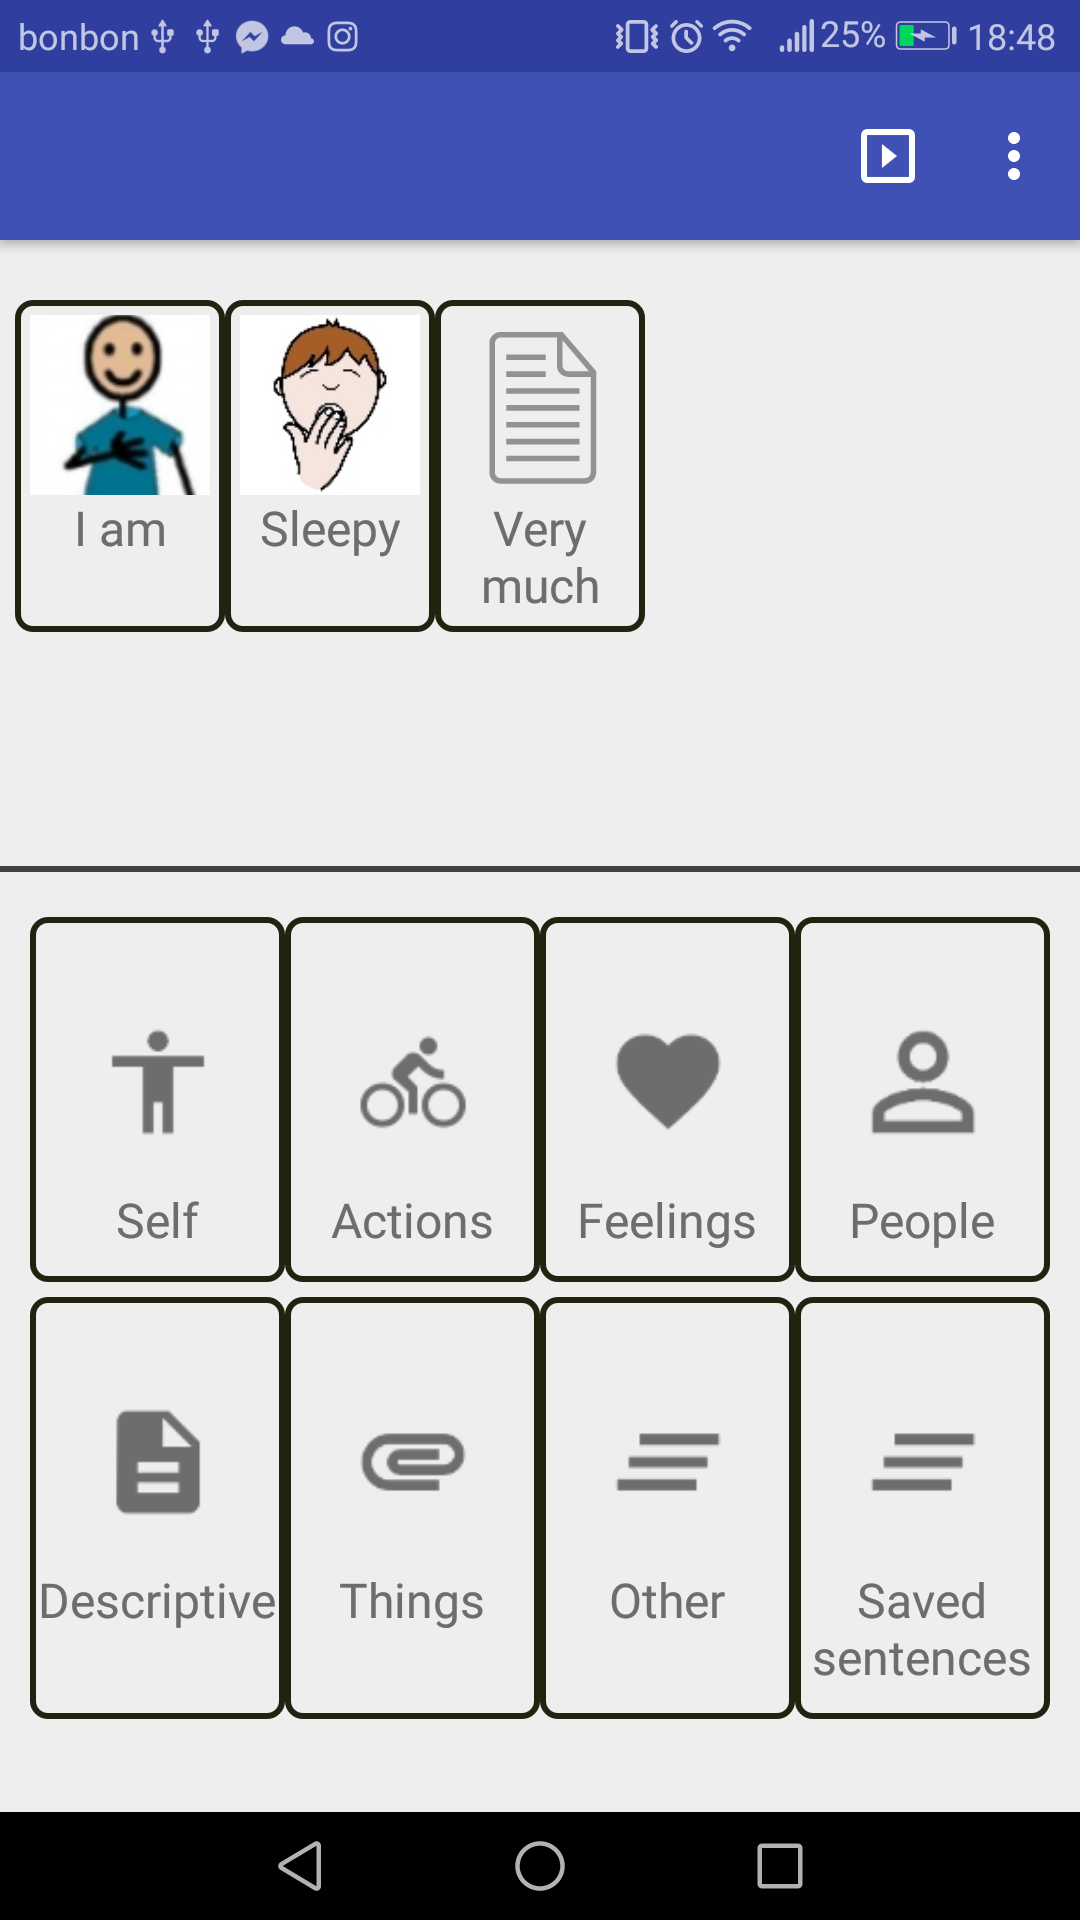 bonbon 25% 18:48
I am Sleepy Very
much
Self Actions Feelings People
Descriptive Things Other Saved
sentences